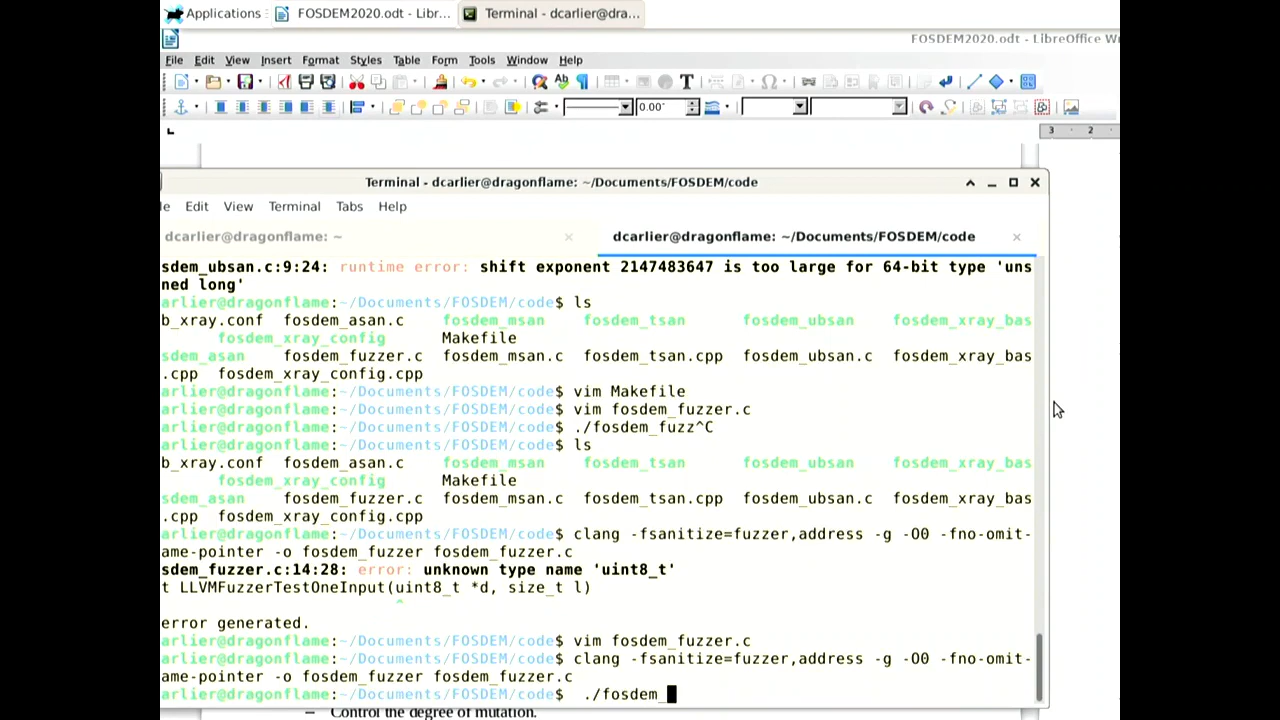 Applications FOSDEM2020.odt - Libr... Terminal - dcarlier@dra...
FOSDEM2020.odt - LibreOffice Wr
File Edit View Insert Format Styles Table Form Tools Window Help
0.00°
3 2
Terminal - dcarlier@dragonflame: ~/Documents/FOSDEM/code
le Edit View Terminal Tabs Help
dcarlier@dragonflame: ~ dcarlier@dragonflame: ~/Documents/FOSDEM/code
sdem_ubsan.c:9:24: runtime error: shift exponent 2147483647 is too large for 64-bit type 'uns
ned long'
arlier@dragonflame:~/Documents/FOSDEM/code$ ls
b_xray.conf fosdem_asan.c fosdem_msan fosdem_tsan fosdem_ubsan fosdem_xray_bas
fosdem_xray_config Makefile
sdem_asan fosdem_fuzzer.c fosdem_msan.c fosdem_tsan.cpp fosdem_ubsan.c fosdem_xray_bas
.cpp fosdem_xray_config.cpp
arlier@dragonflame:~/Documents/FOSDEM/code$ vim Makefile
arlier@dragonflame:~/Documents/FOSDEM/code$ vim fosdem_fuzzer.c
arlier@dragonflame:~/Documents/FOSDEM/code$ ./fosdem_fuzz^C
arlier@dragonflame:~/Documents/FOSDEM/code$ ls
b_xray.conf fosdem_asan.c fosdem_msan fosdem_tsan fosdem_ubsan fosdem_xray_bas
fosdem_xray_config Makefile
sdem_asan fosdem_fuzzer.c fosdem_msan.c fosdem_tsan.cpp fosdem_ubsan.c fosdem_xray_bas
.cpp fosdem_xray_config.cpp
arlier@dragonflame:~/Documents/FOSDEM/code$ clang -fsanitize=fuzzer,address -g -O0 -fno-omit-
ame-pointer -o fosdem_fuzzer fosdem_fuzzer.c
sdem_fuzzer.c:14:28: error: unknown type name 'uint8_t'
t LLVMFuzzerTestOneInput(uint8_t *d, size_t l)
^
error generated.
arlier@dragonflame:~/Documents/FOSDEM/code$ vim fosdem_fuzzer.c
arlier@dragonflame:~/Documents/FOSDEM/code$ clang -fsanitize=fuzzer,address -g -O0 -fno-omit-
ame-pointer -o fosdem_fuzzer fosdem_fuzzer.c
arlier@dragonflame:~/Documents/FOSDEM/code$ ./fosdem_
– Control the degree of mutation.